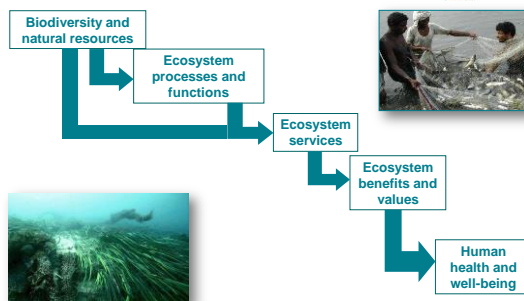 Biodiversity and
natural resources
Ecosystem
processes and
functions
Ecosystem
services
Ecosystem
benefits and
values
Human
health and
well-being